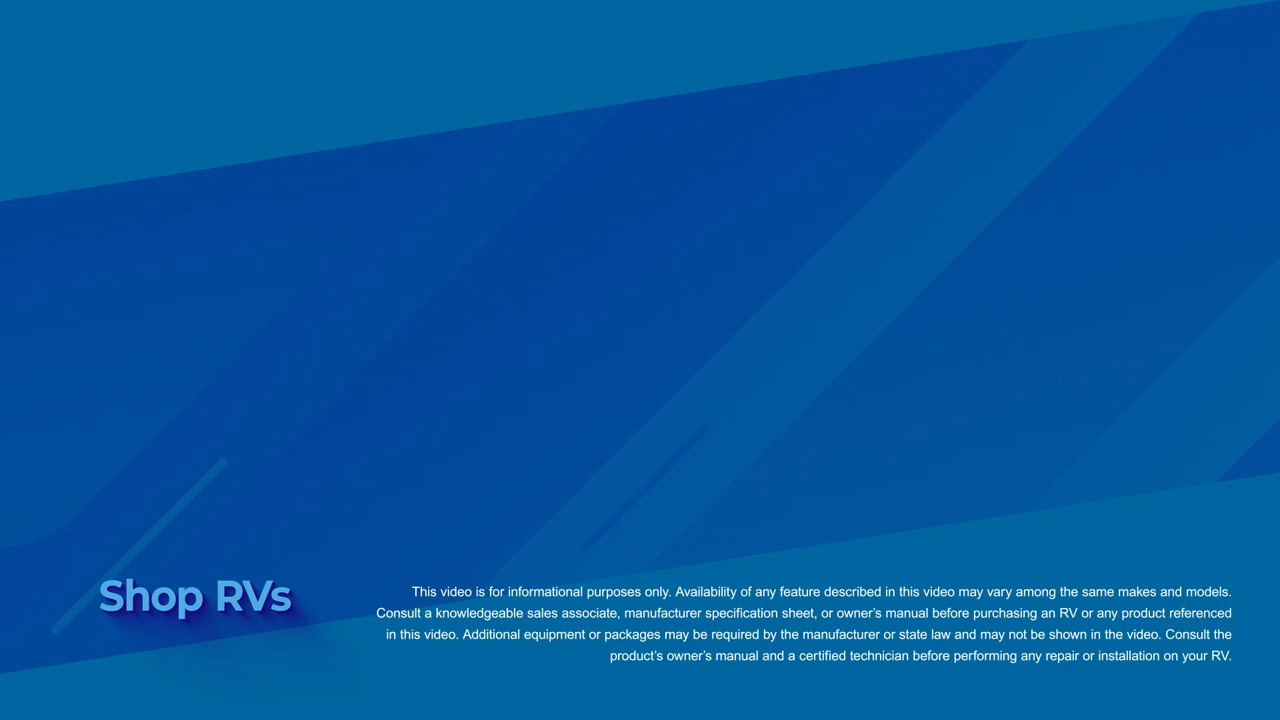 Shop RVs
This video is for informational purposes only. Availability of any feature described in this video may vary among the same makes and models.
Consult a knowledgeable sales associate, manufacturer specification sheet, or owner’s manual before purchasing an RV or any product referenced
in this video. Additional equipment or packages may be required by the manufacturer or state law and may not be shown in the video. Consult the
product’s owner’s manual and a certified technician before performing any repair or installation on your RV.